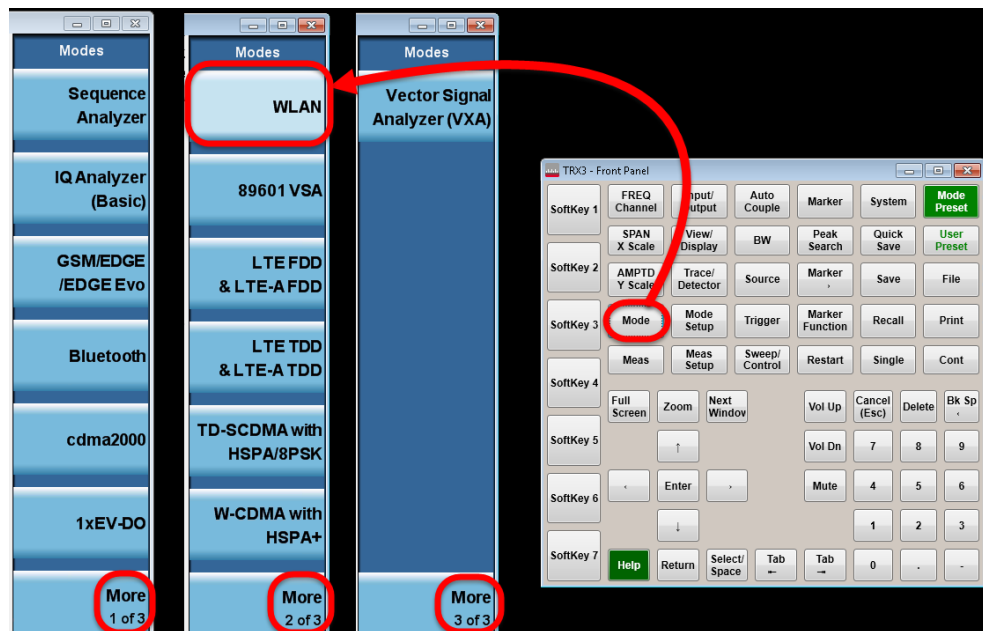 Modes
Sequence
Analyzer
IQ Analyzer
(Basic)
GSM/EDGE
/EDGE Evo
Bluetooth
cdma2000
1xEV-DO
More
1 of 3
Modes
WLAN
89601 VSA
LTE FDD
& LTE-A FDD
LTE TDD
& LTE-A TDD
TD-SCDMA with
HSPA/8PSK
W-CDMA with
HSPA+
More
2 of 3
Modes
Vector Signal
Analyzer (VXA)
More
3 of 3
TRX3 - Front Panel
SoftKey 1
SoftKey 2
SoftKey 3
SoftKey 4
SoftKey 5
SoftKey 6
SoftKey 7
FREQ
Channel
Input/
Output
Auto
Couple
Marker
System
Mode
Preset
SPAN
X Scale
View/
Display
BW
Peak
Search
Quick
Save
User
Preset
AMPTD
Y Scale
Trace/
Detector
Source
Marker
›
Save
File
Mode
Mode
Setup
Trigger
Marker
Function
Recall
Print
Meas
Meas
Setup
Sweep/
Control
Restart
Single
Cont
Full
Screen
Zoom
Next
Window
Vol Up
Cancel
(Esc)
Delete
Bk Sp
‹
↑
Vol Dn
7
8
9
‹
Enter
›
Mute
4
5
6
↓
1
2
3
Help
Return
Select/
Space
Tab
←
Tab
→
0
.
-